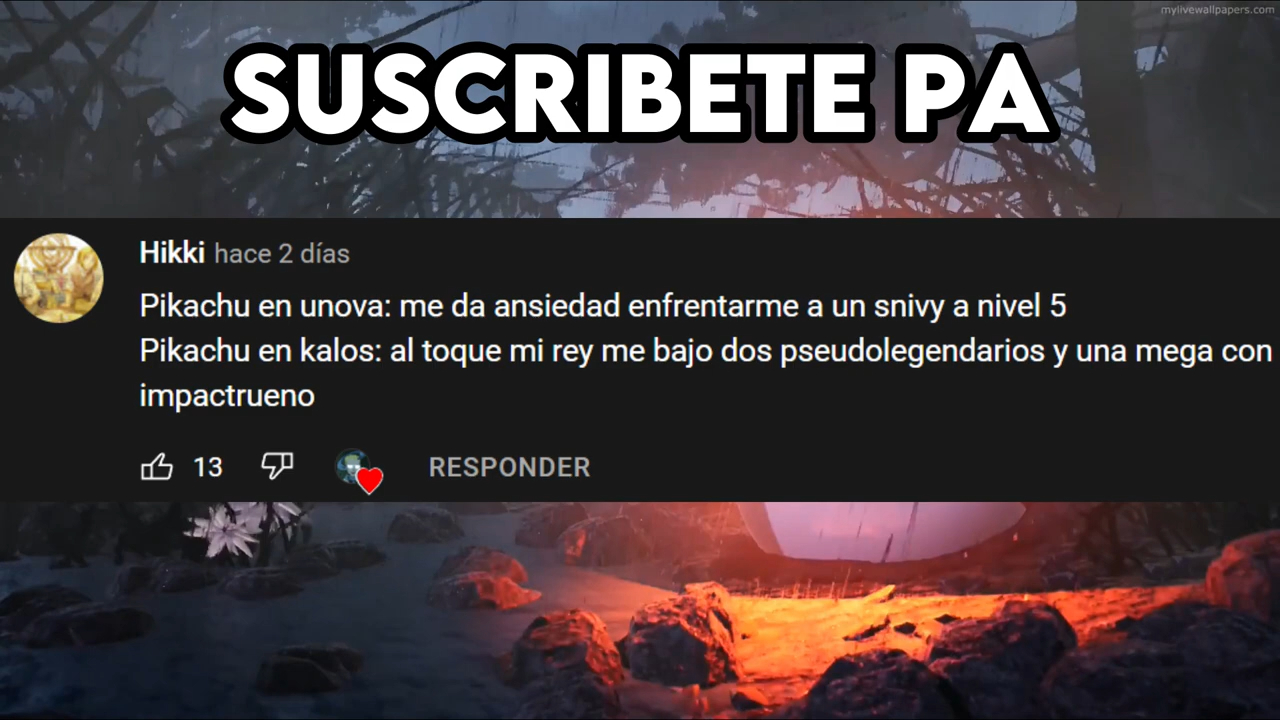 mylivewallpapers.com
SUSCRIBETE PA
Hikki hace 2 días
Pikachu en unova: me da ansiedad enfrentarme a un snivy a nivel 5
Pikachu en kalos: al toque mi rey me bajo dos pseudolegendarios y una mega con
impactrueno
13 RESPONDER